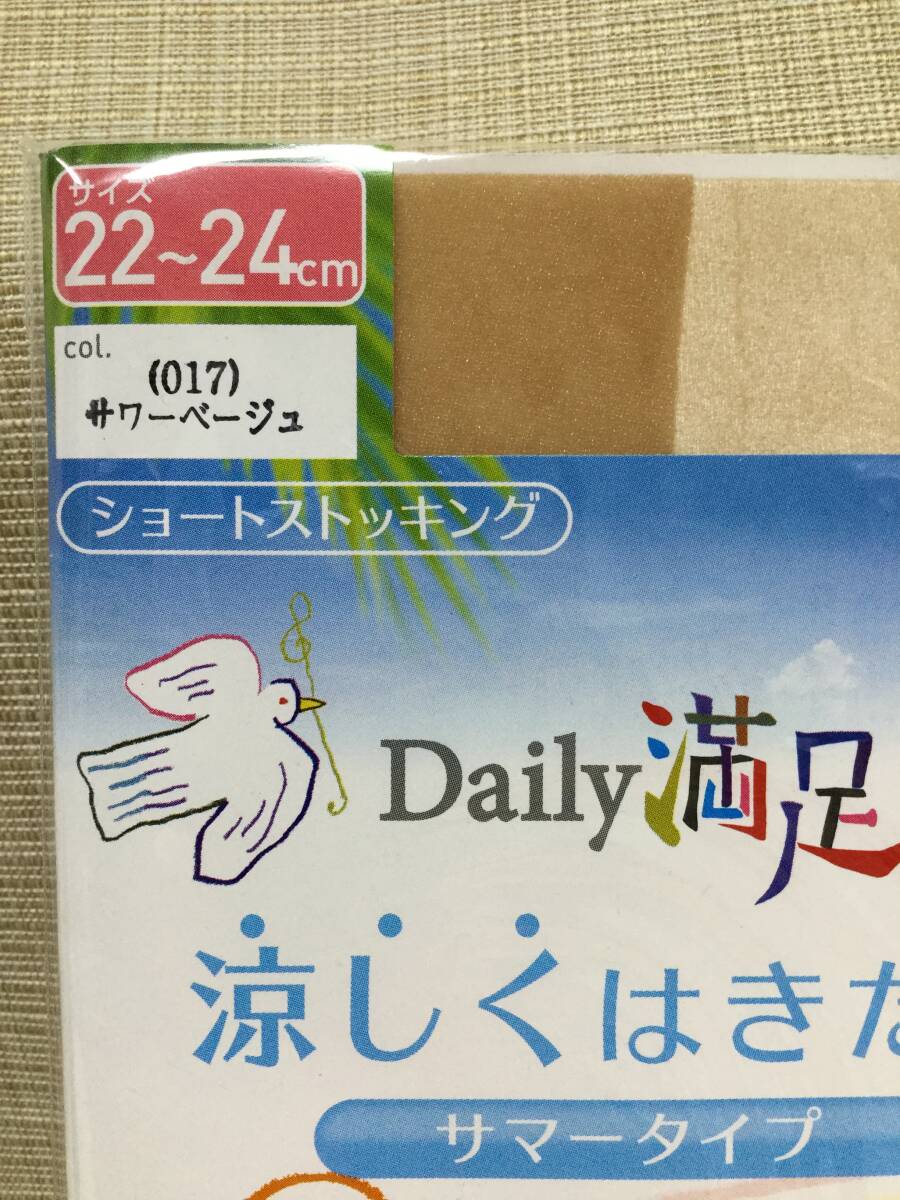 サイズ
22~24cm
col.
(017)
サワーベージュ
ショートストッキング
Daily満足
涼しくはきた
サマータイプ